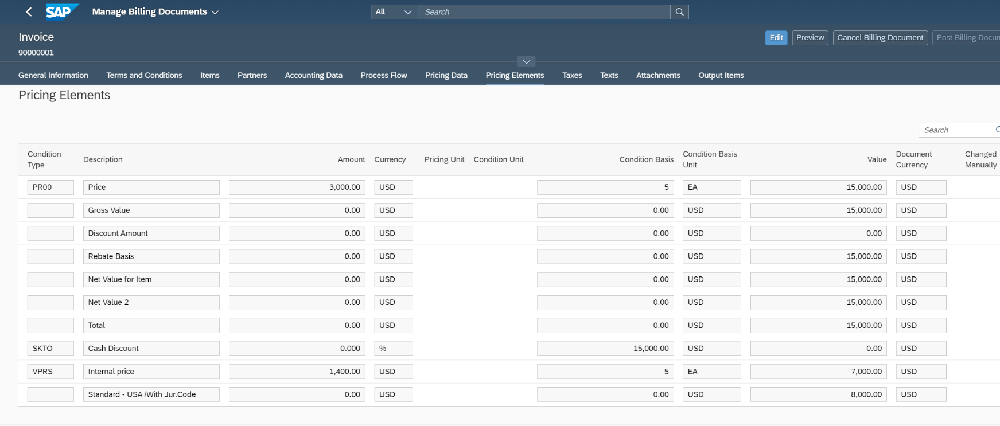 SAP Manage Billing Documents All Search
Invoice
90000001
Edit Preview Cancel Billing Document Post Billing Docum
General Information Terms and Conditions Items Partners Accounting Data Process Flow Pricing Data Pricing Elements Taxes Texts Attachments Output Items
Pricing Elements
Search
Condition Type Description Amount Currency Pricing Unit Condition Unit Condition Basis Condition Basis Unit Value Document Currency Changed Manually
PR00 Price 3,000.00 USD 5 EA 15,000.00 USD
Gross Value 0.00 USD 0.00 USD 15,000.00 USD
Discount Amount 0.00 USD 0.00 USD 0.00 USD
Rebate Basis 0.00 USD 0.00 USD 15,000.00 USD
Net Value for Item 0.00 USD 0.00 USD 15,000.00 USD
Net Value 2 0.00 USD 0.00 USD 15,000.00 USD
Total 0.00 USD 0.00 USD 15,000.00 USD
SKTO Cash Discount 0.000 % 15,000.00 USD 0.00 USD
VPRS Internal price 1,400.00 USD 5 EA 7,000.00 USD
Standard - USA /With Jur.Code 0.00 USD 0.00 USD 8,000.00 USD